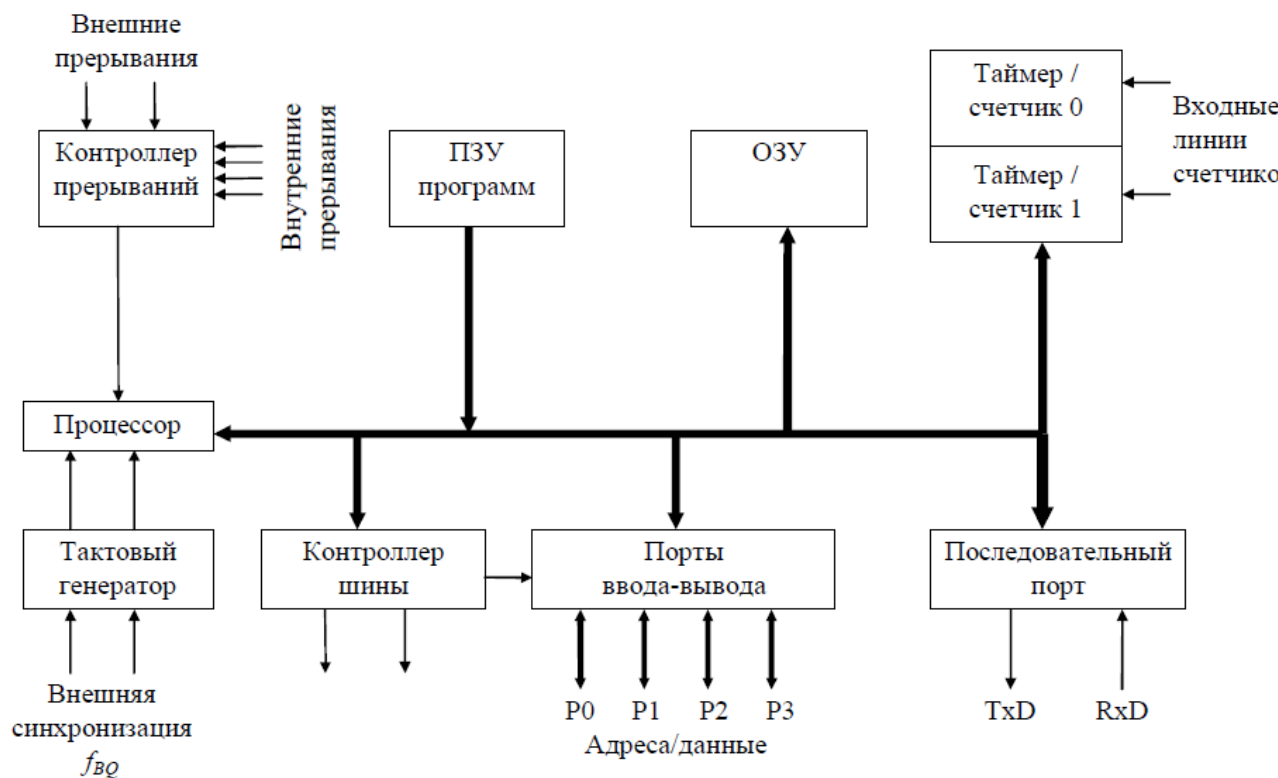 Внешние
прерывания
Контроллер
прерываний
Внутренние
прерывания
ПЗУ
программ
ОЗУ
Таймер /
счетчик 0
Таймер /
счетчик 1
Входные
линии
счетчико
Процессор
Тактовый
генератор
Контроллер
шины
Порты
ввода-вывода
Последовательный
порт
Внешняя
синхронизация
f_BQ
P0 P1 P2 P3
Адреса/данные
TxD RxD